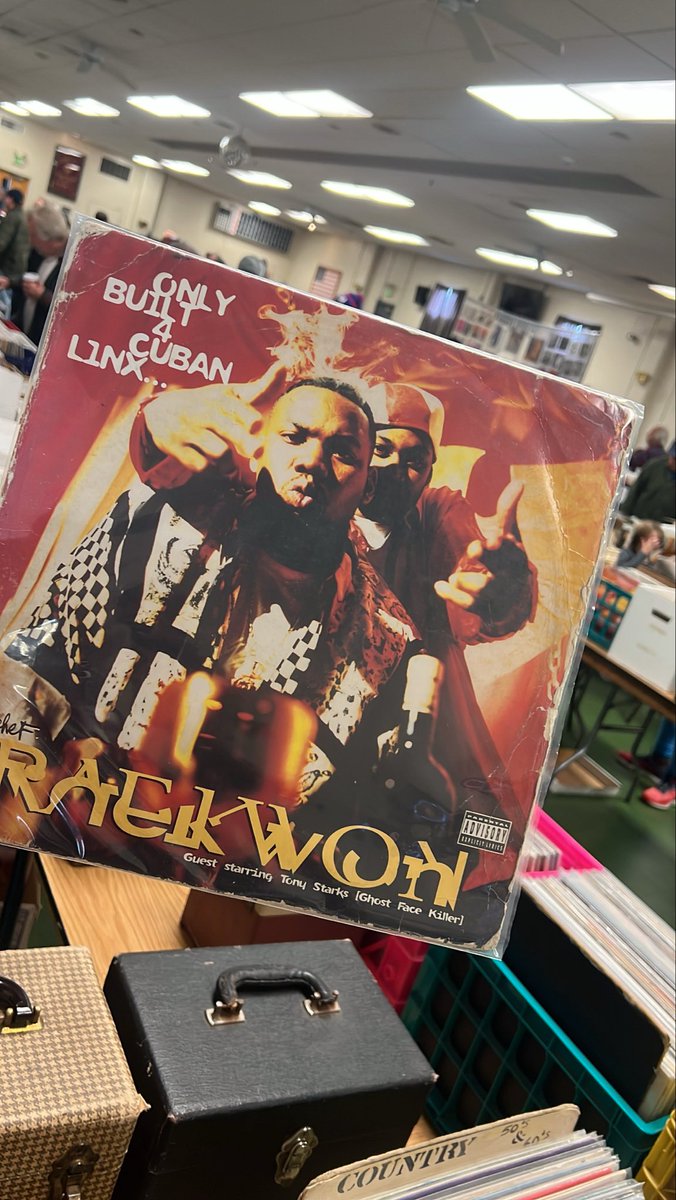 ONLY
BUILT
4
CUBAN
L1NX...
chef
RAEKWON
PARENTAL
ADVISORY
EXPLICIT LYRICS
Guest starring Tony Starks [Ghost Face Killer]
COUNTRY 50's
& 60's